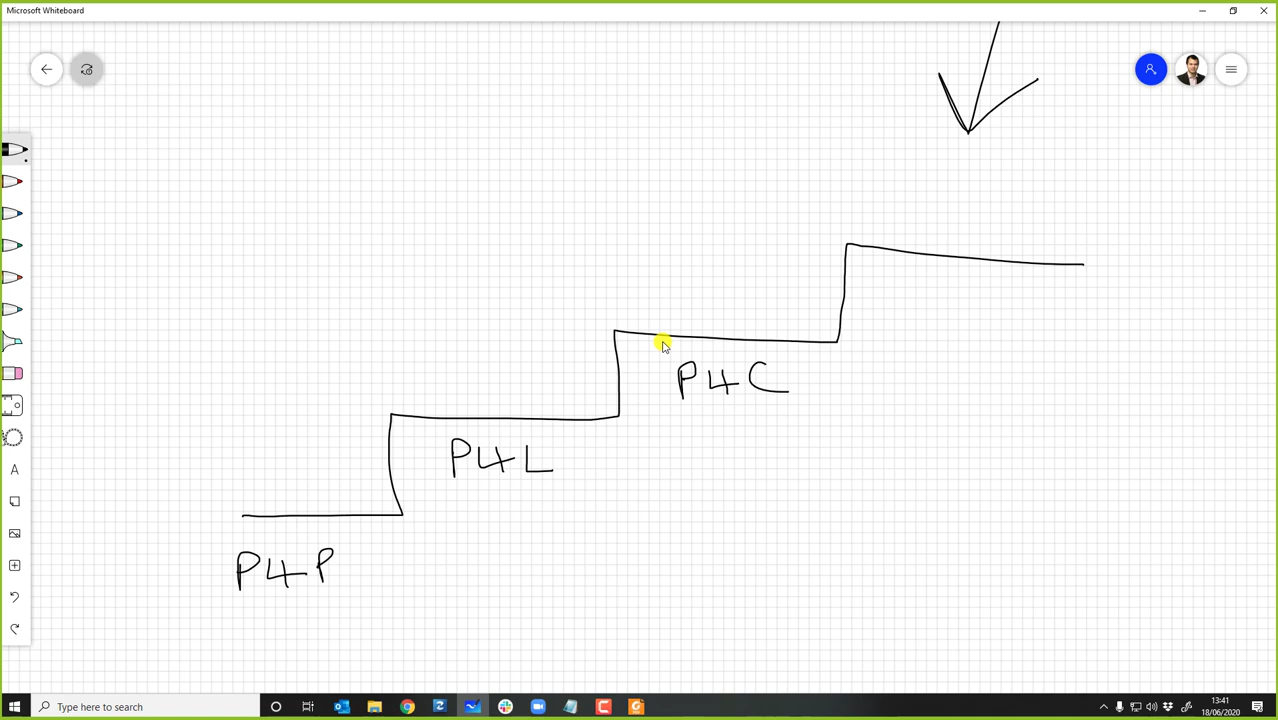 Microsoft Whiteboard
P4C
P4L
P4P
A
Type here to search
13:41
18/06/2020